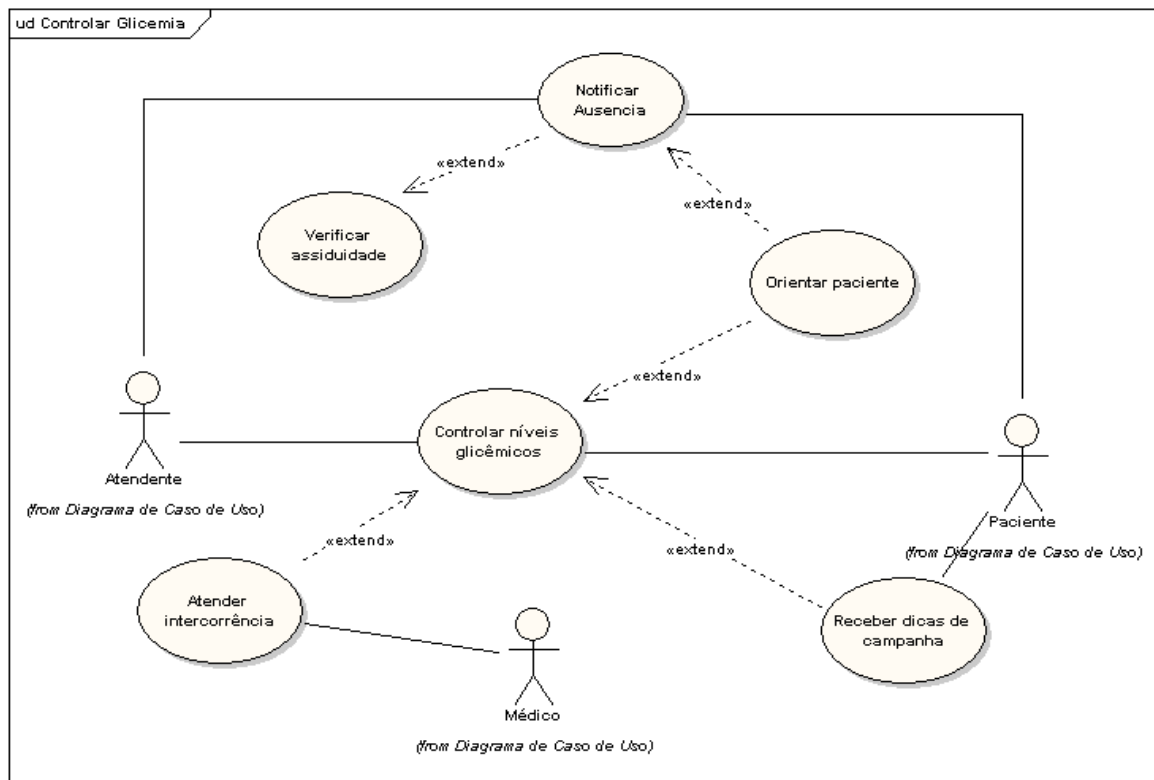 ud Controlar Glicemia
Notificar
Ausencia
«extend»
«extend»
Verificar
assiduidade
Orientar paciente
«extend»
Controlar níveis
glicêmicos
Atendente
(from Diagrama de Caso de Uso)
Paciente
(from Diagrama de Caso de Uso)
«extend»
«extend»
Atender
intercorrência
Receber dicas de
campanha
Médico
(from Diagrama de Caso de Uso)